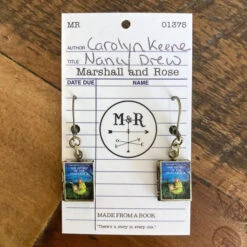 MR 01375
AUTHOR Carolyn Keene
TITLE Nancy Drew
Marshall and Rose
DATE DUE NAME
M R
MADE FROM A BOOK
"There's a story in every one."